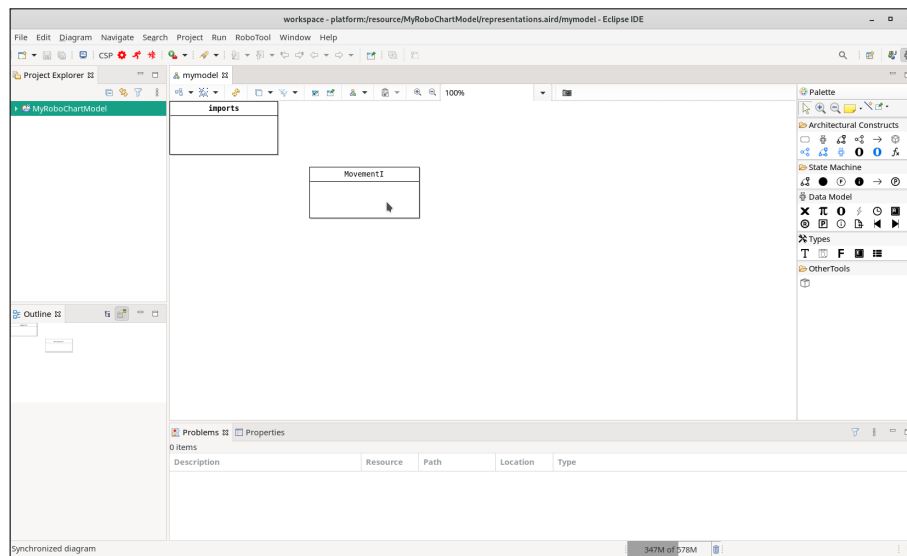 workspace - platform:/resource/MyRoboChartModel/representations.aird/mymodel - Eclipse IDE
File Edit Diagram Navigate Search Project Run RoboTool Window Help
CSP
Project Explorer
mymodel
MyRoboChartModel
100%
imports
MovementI
Palette
Architectural Constructs
State Machine
Data Model
Types
OtherTools
Outline
Problems
Properties
0 items
Description Resource Path Location Type
Synchronized diagram
347M of 578M